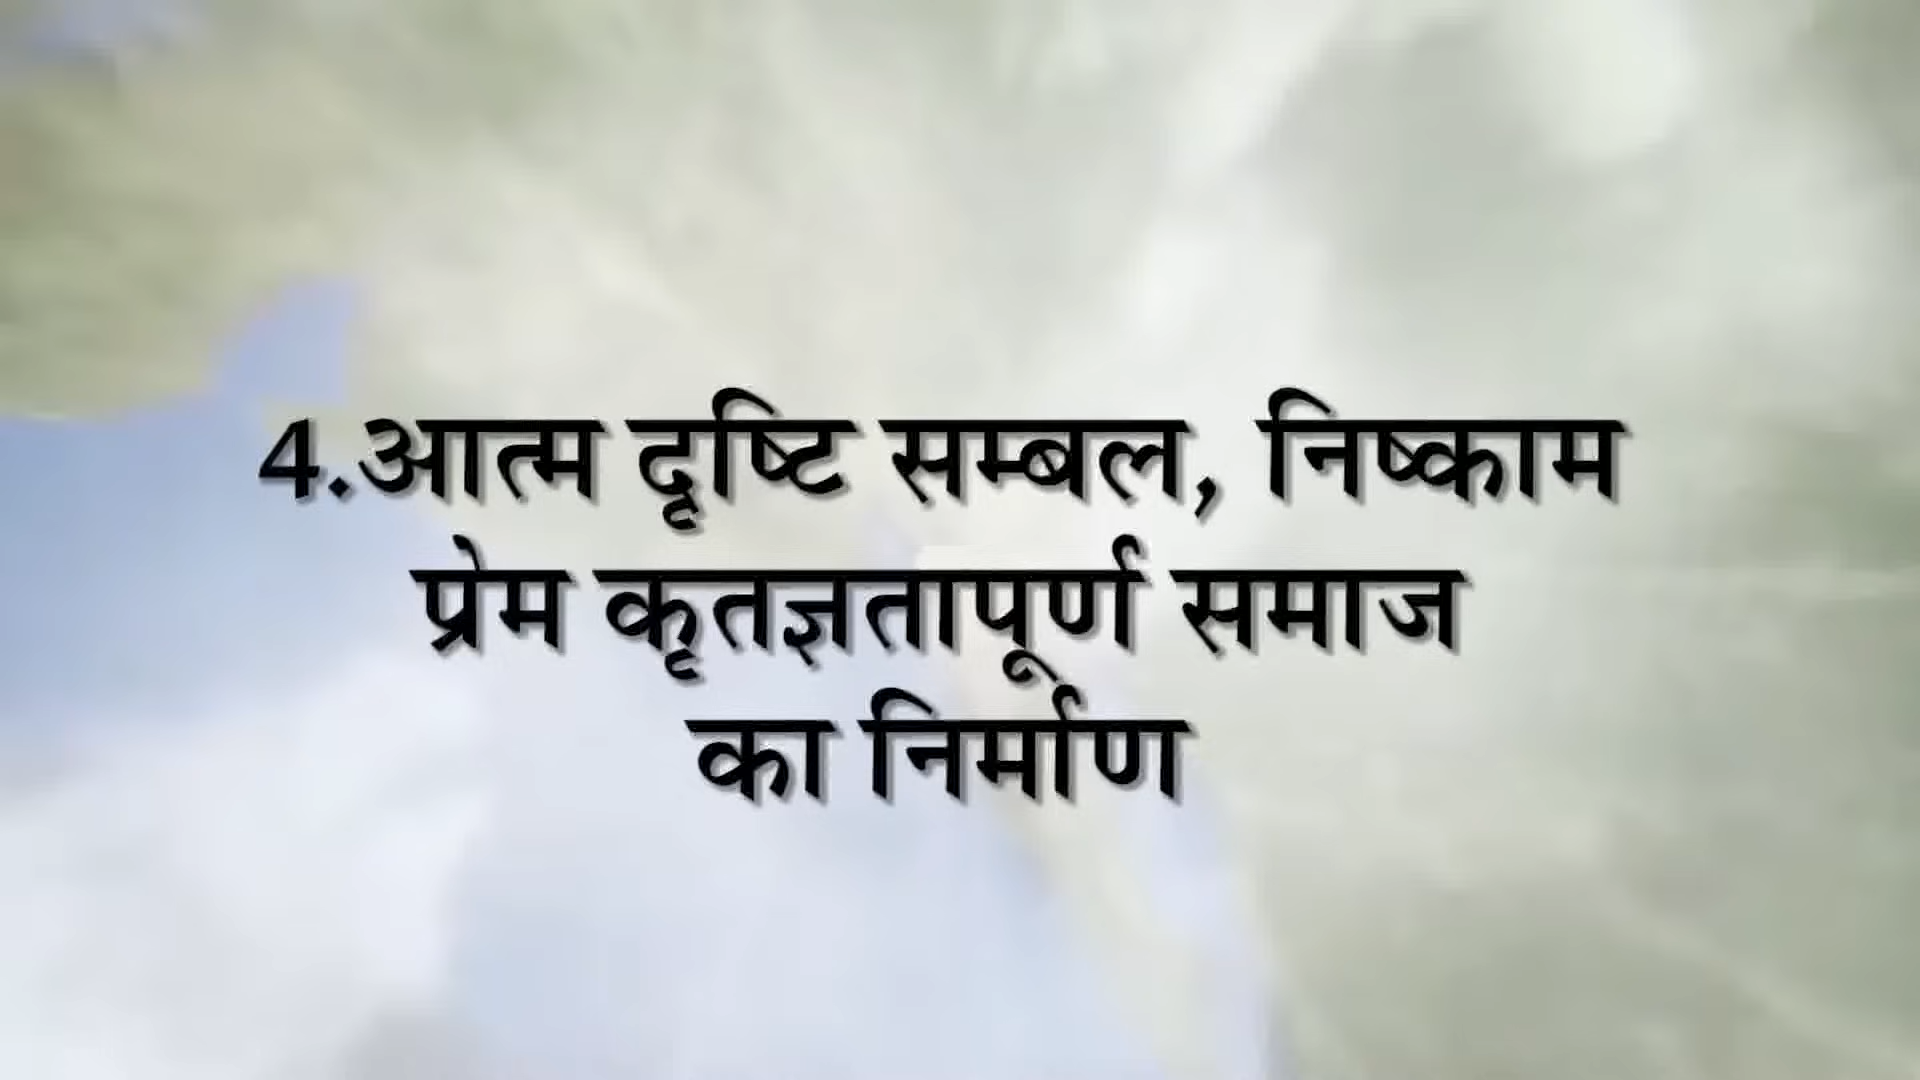 4.आत्म दृष्टि सम्बल, निष्काम
प्रेम कृतज्ञतापूर्ण समाज
का निर्माण